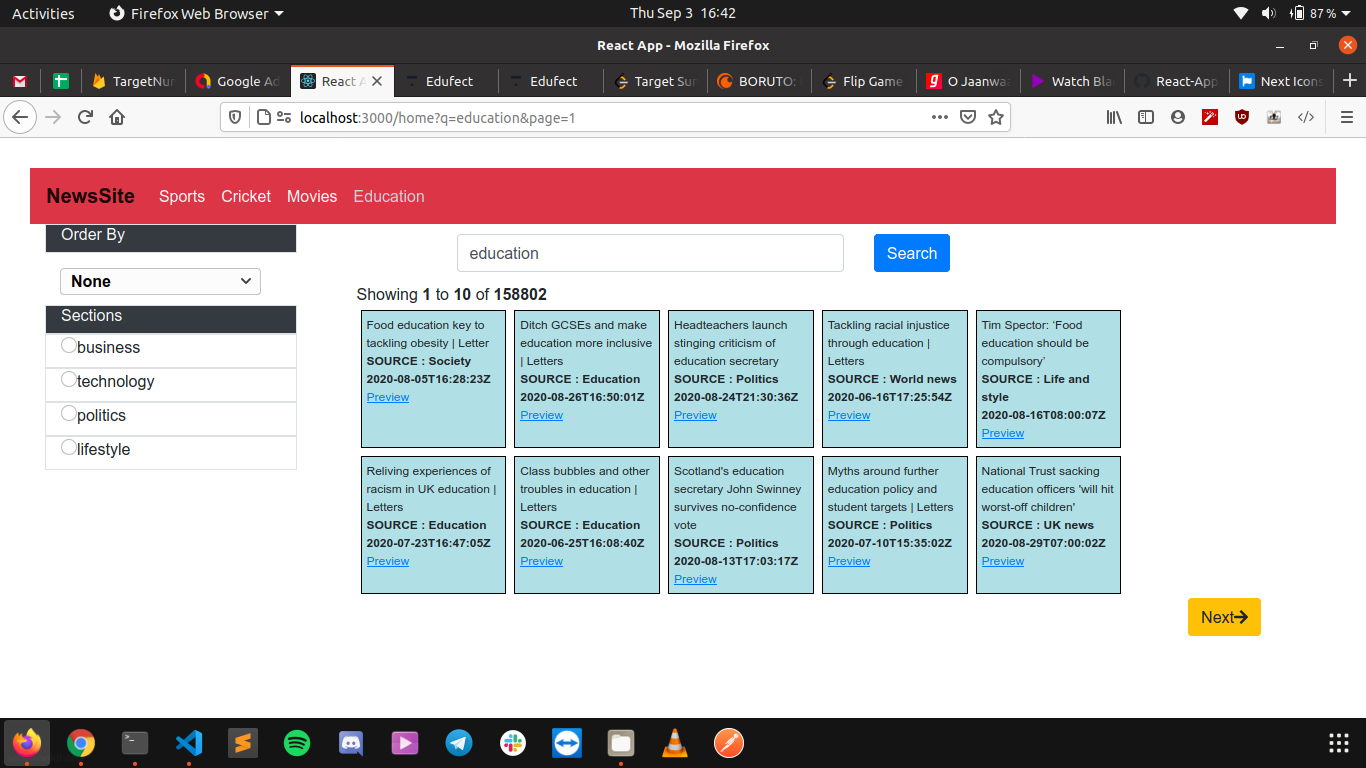 Activities
Firefox Web Browser
Thu Sep 3 16:42
87 %
React App - Mozilla Firefox
TargetNu
Google Ad
React A
Edufect
Edufect
Target Su
BORUTO:
Flip Game
O Jaanwa
Watch Bla
React-App
Next Icons
localhost:3000/home?q=education&page=1
NewsSite
Sports
Cricket
Movies
Education
Order By
None
Sections
business
technology
politics
lifestyle
education
Search
Showing 1 to 10 of 158802
Food education key to
tackling obesity | Letter
SOURCE : Society
2020-08-05T16:28:23Z
Preview
Ditch GCSEs and make
education more inclusive
| Letters
SOURCE : Education
2020-08-26T16:50:01Z
Preview
Headteachers launch
stinging criticism of
education secretary
SOURCE : Politics
2020-08-24T21:30:36Z
Preview
Tackling racial injustice
through education |
Letters
SOURCE : World news
2020-06-16T17:25:54Z
Preview
Tim Spector: ‘Food
education should be
compulsory’
SOURCE : Life and
style
2020-08-16T08:00:07Z
Preview
Reliving experiences of
racism in UK education |
Letters
SOURCE : Education
2020-07-23T16:47:05Z
Preview
Class bubbles and other
troubles in education |
Letters
SOURCE : Education
2020-06-25T16:08:40Z
Preview
Scotland's education
secretary John Swinney
survives no-confidence
vote
SOURCE : Politics
2020-08-13T17:03:17Z
Preview
Myths around further
education policy and
student targets | Letters
SOURCE : Politics
2020-07-10T15:35:02Z
Preview
National Trust sacking
education officers 'will hit
worst-off children'
SOURCE : UK news
2020-08-29T07:00:02Z
Preview
Next